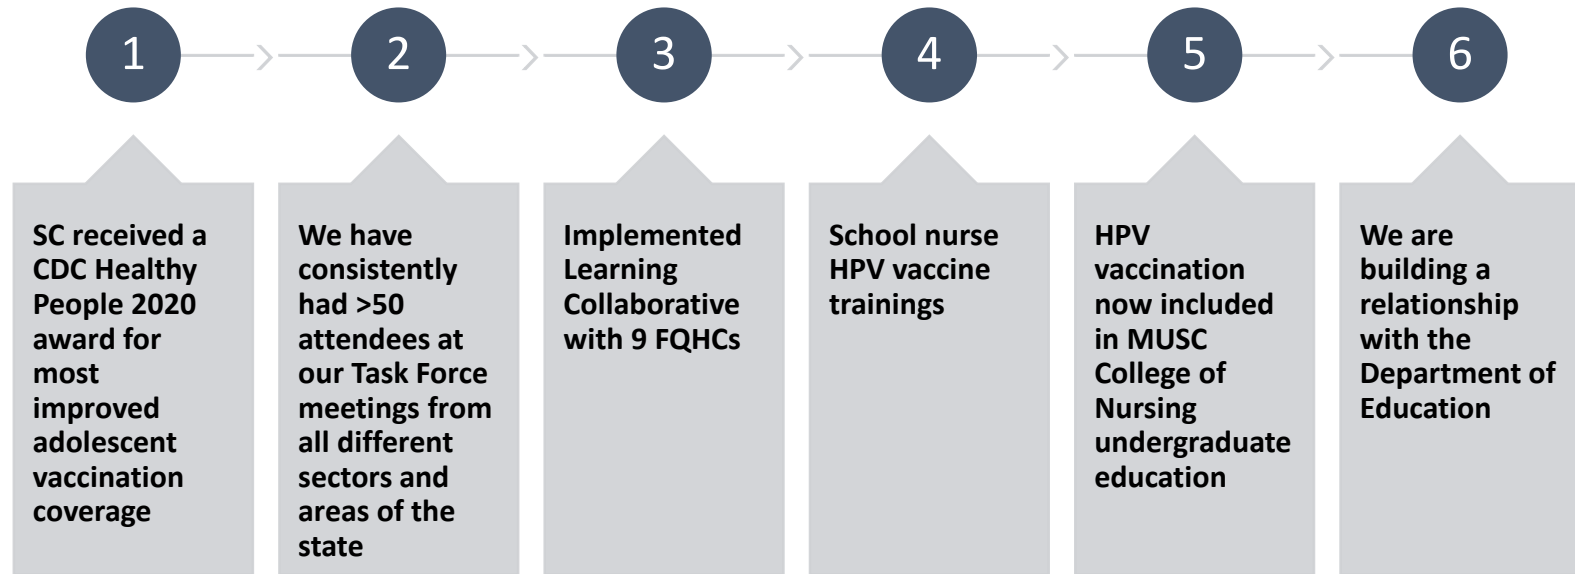 1
2
3
4
5
6
SC received a
CDC Healthy
People 2020
award for
most
improved
adolescent
vaccination
coverage
We have
consistently
had >50
attendees at
our Task Force
meetings from
all different
sectors and
areas of the
state
Implemented
Learning
Collaborative
with 9 FQHCs
School nurse
HPV vaccine
trainings
HPV
vaccination
now included
in MUSC
College of
Nursing
undergraduate
education
We are
building a
relationship
with the
Department of
Education